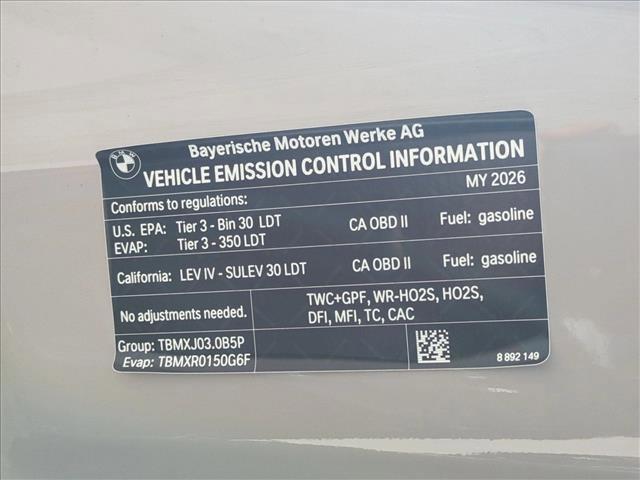 BMW
Bayerische Motoren Werke AG
VEHICLE EMISSION CONTROL INFORMATION
Conforms to regulations: MY 2026
U.S. EPA: Tier 3 - Bin 30 LDT CA OBD II Fuel: gasoline
EVAP: Tier 3 - 350 LDT
California: LEV IV - SULEV 30 LDT CA OBD II Fuel: gasoline
No adjustments needed. TWC+GPF, WR-HO2S, HO2S,
DFI, MFI, TC, CAC
Group: TBMXJ03.0B5P
Evap: TBMXR0150G6F 8 892 149